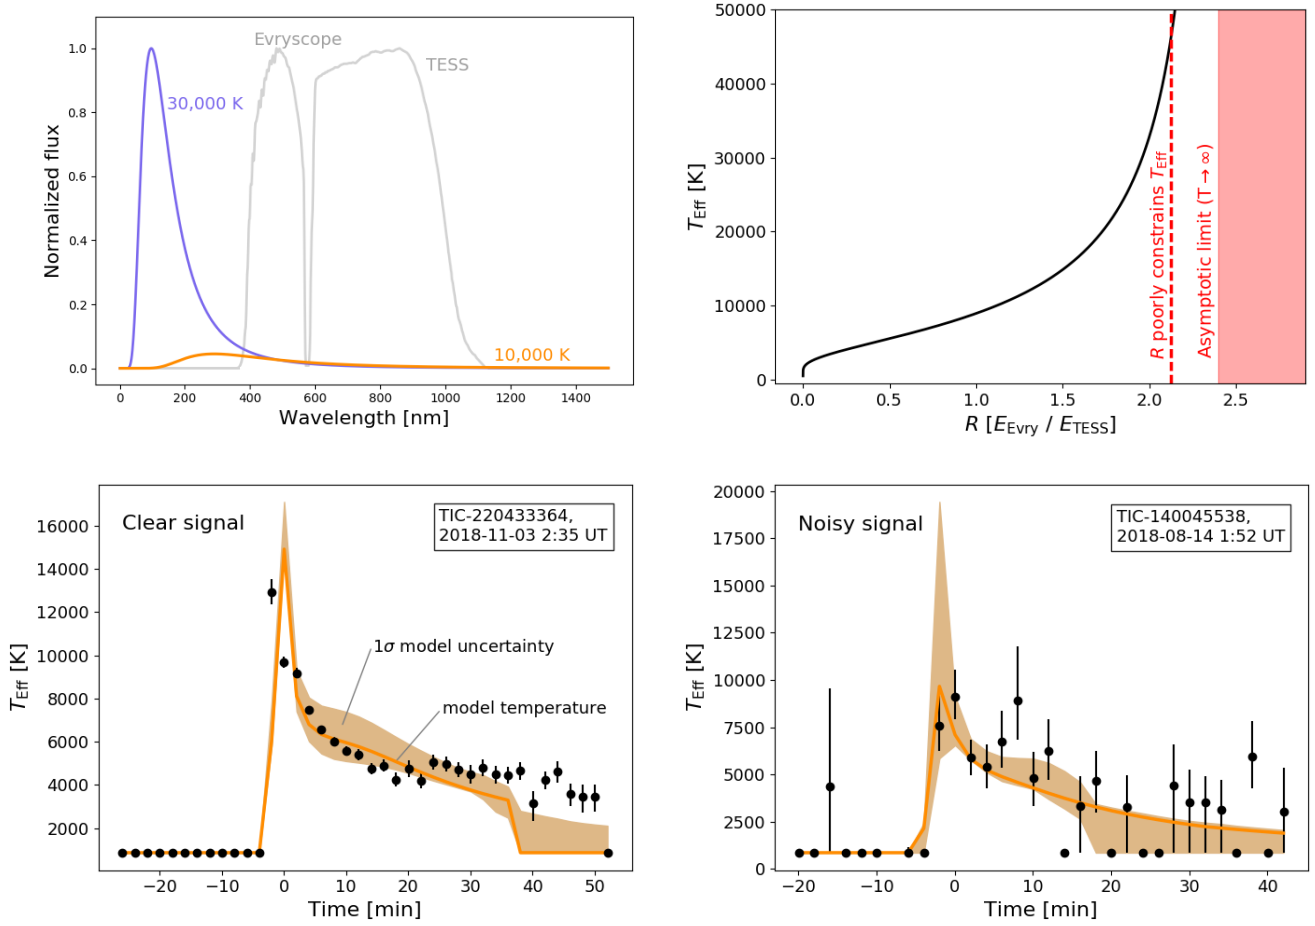 Normalized flux
1.0
0.8
0.6
0.4
0.2
0.0
Evryscope
TESS
30,000 K
10,000 K
0 200 400 600 800 1000 1200 1400
Wavelength [nm]
T_Eff [K]
50000
40000
30000
20000
10000
0
R poorly constrains T_Eff
Asymptotic limit (T → ∞)
0.0 0.5 1.0 1.5 2.0 2.5
R [E_Evry / E_TESS]
T_Eff [K]
16000
14000
12000
10000
8000
6000
4000
2000
Clear signal
TIC-220433364,
2018-11-03 2:35 UT
1σ model uncertainty
model temperature
−20 −10 0 10 20 30 40 50
Time [min]
T_Eff [K]
20000
17500
15000
12500
10000
7500
5000
2500
0
Noisy signal
TIC-140045538,
2018-08-14 1:52 UT
−20 −10 0 10 20 30 40
Time [min]